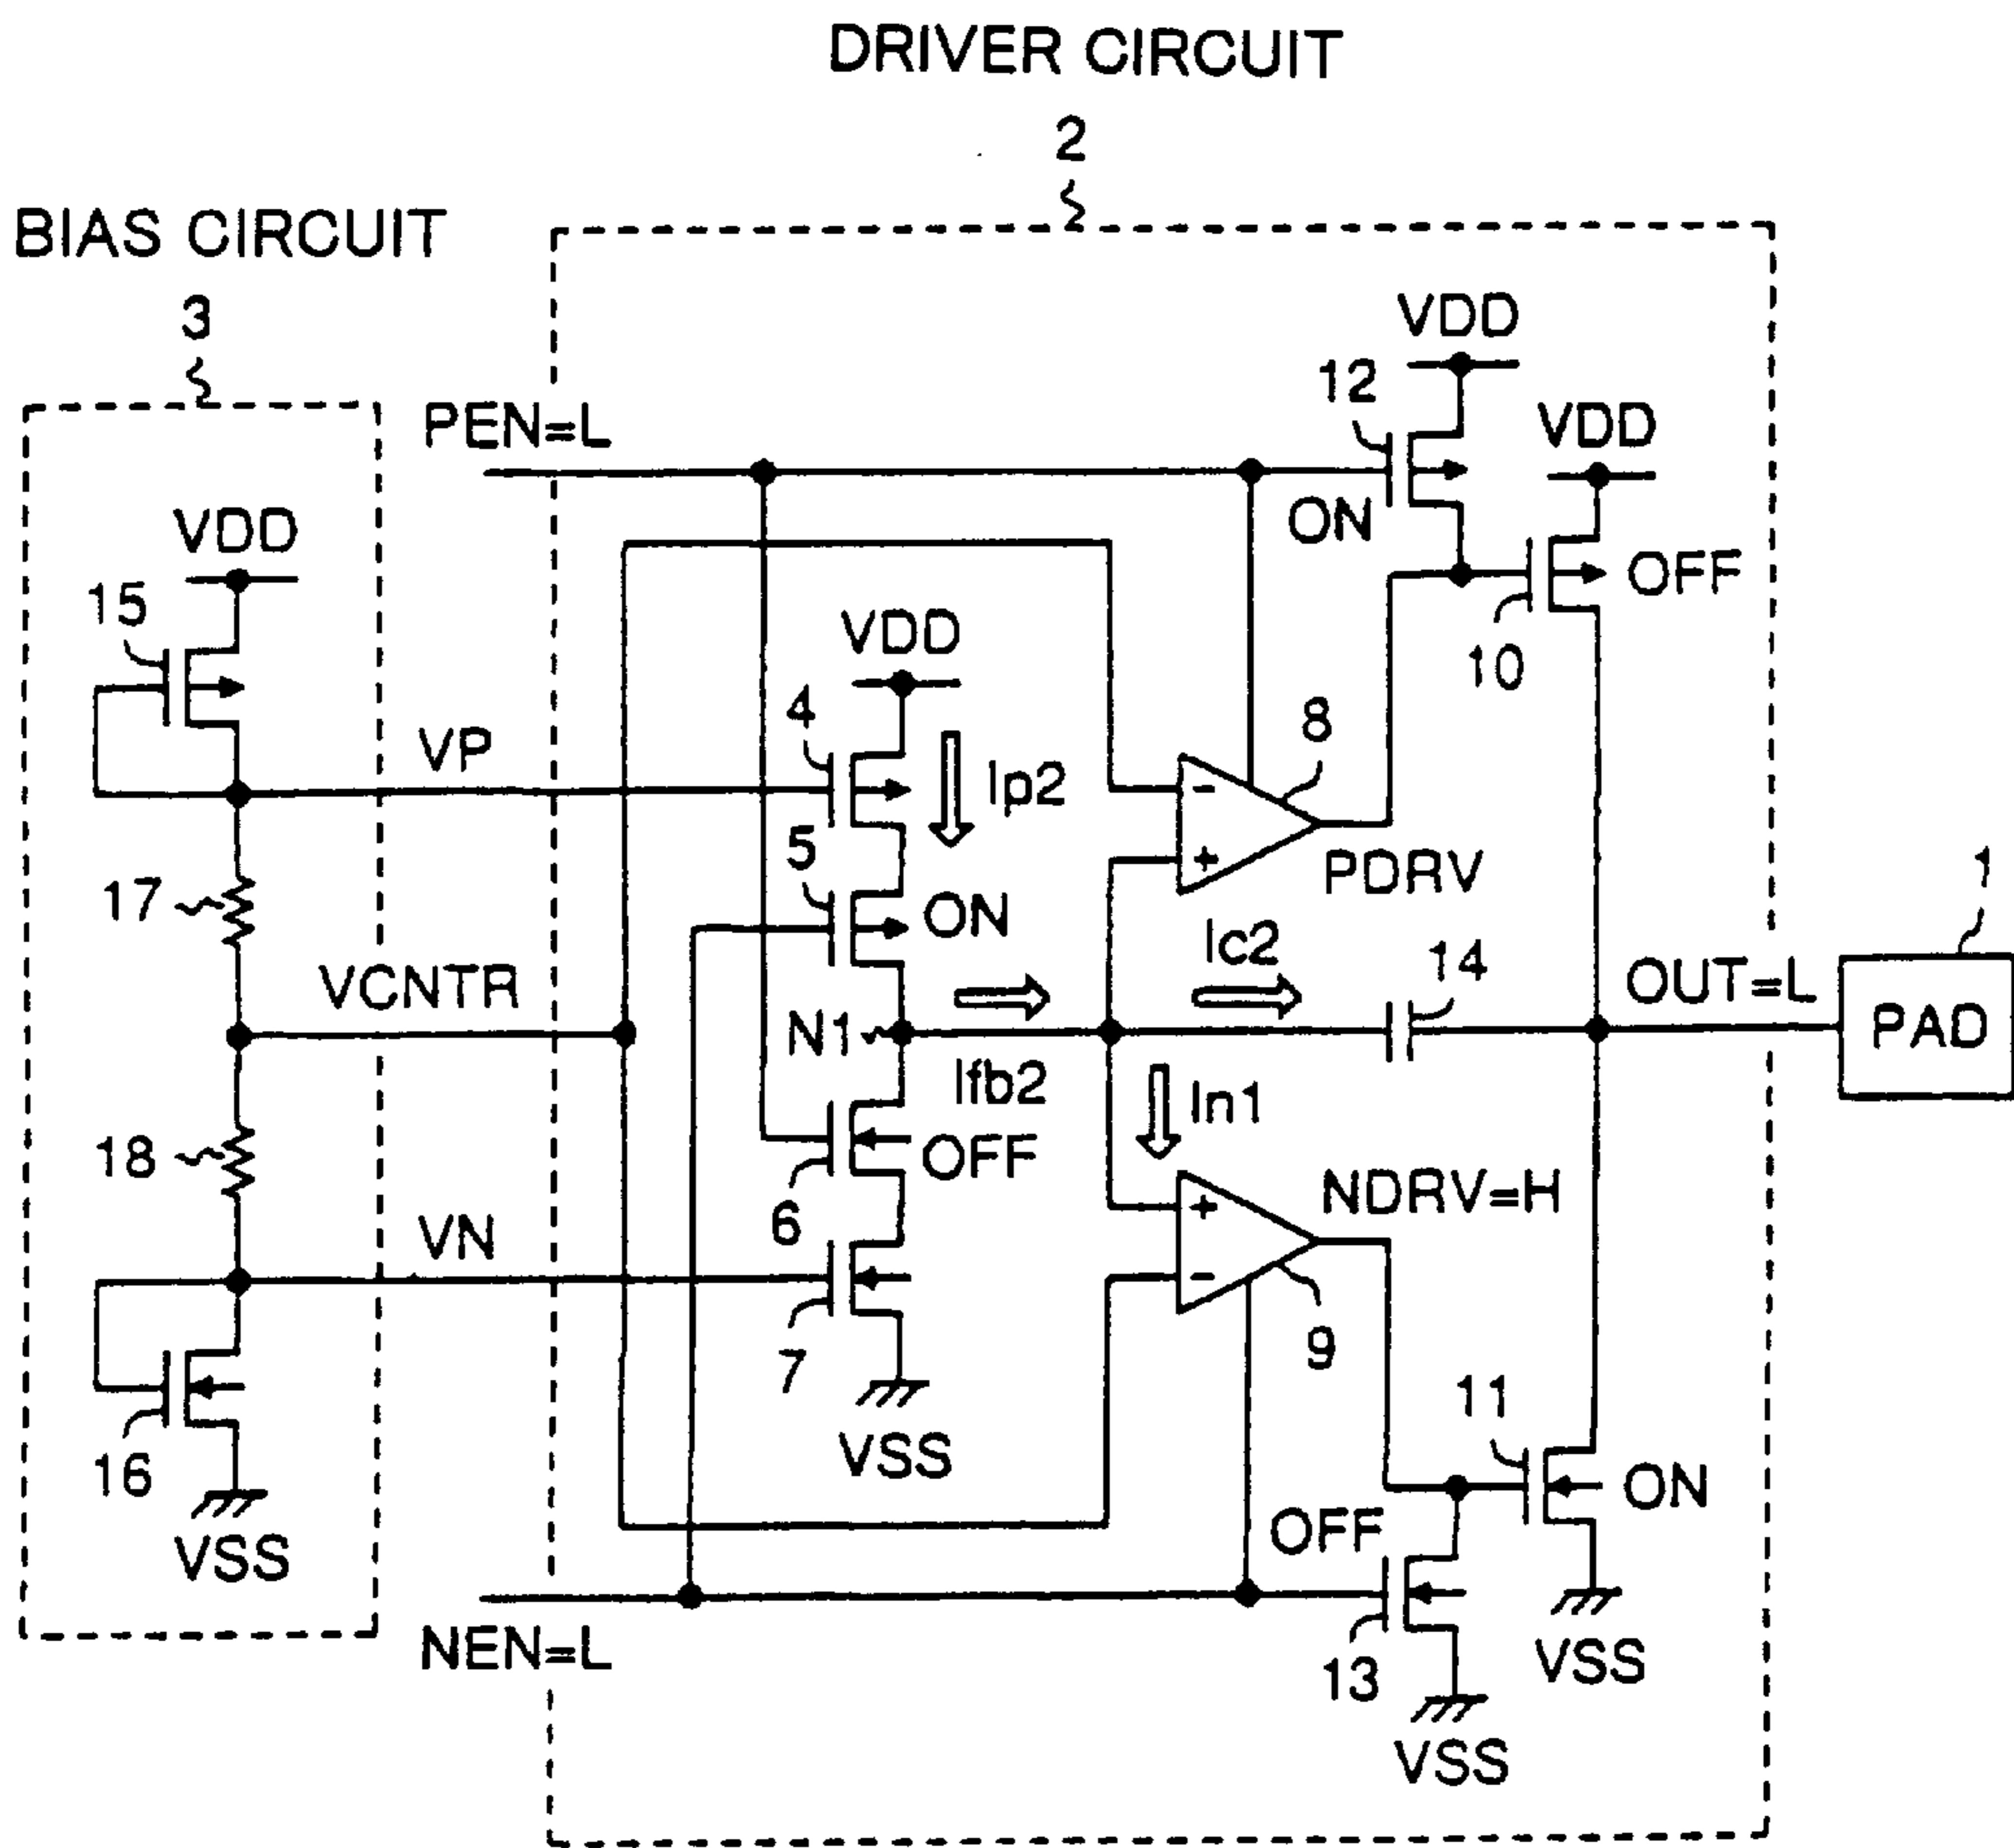 DRIVER CIRCUIT
2
BIAS CIRCUIT
3
VDD
12
PEN=L
VDD
ON
VDD
15
OFF
VDD
10
4
8
VP
Ip2
5
PDRV
17
ON
1
Ic2
14
VCNTR
OUT=L
N1
PAD
Ifb2
In1
18
OFF
NDRV=H
6
VN
9
7
11
VSS
16
ON
OFF
VSS
NEN=L
VSS
13
VSS
-
+
+
-